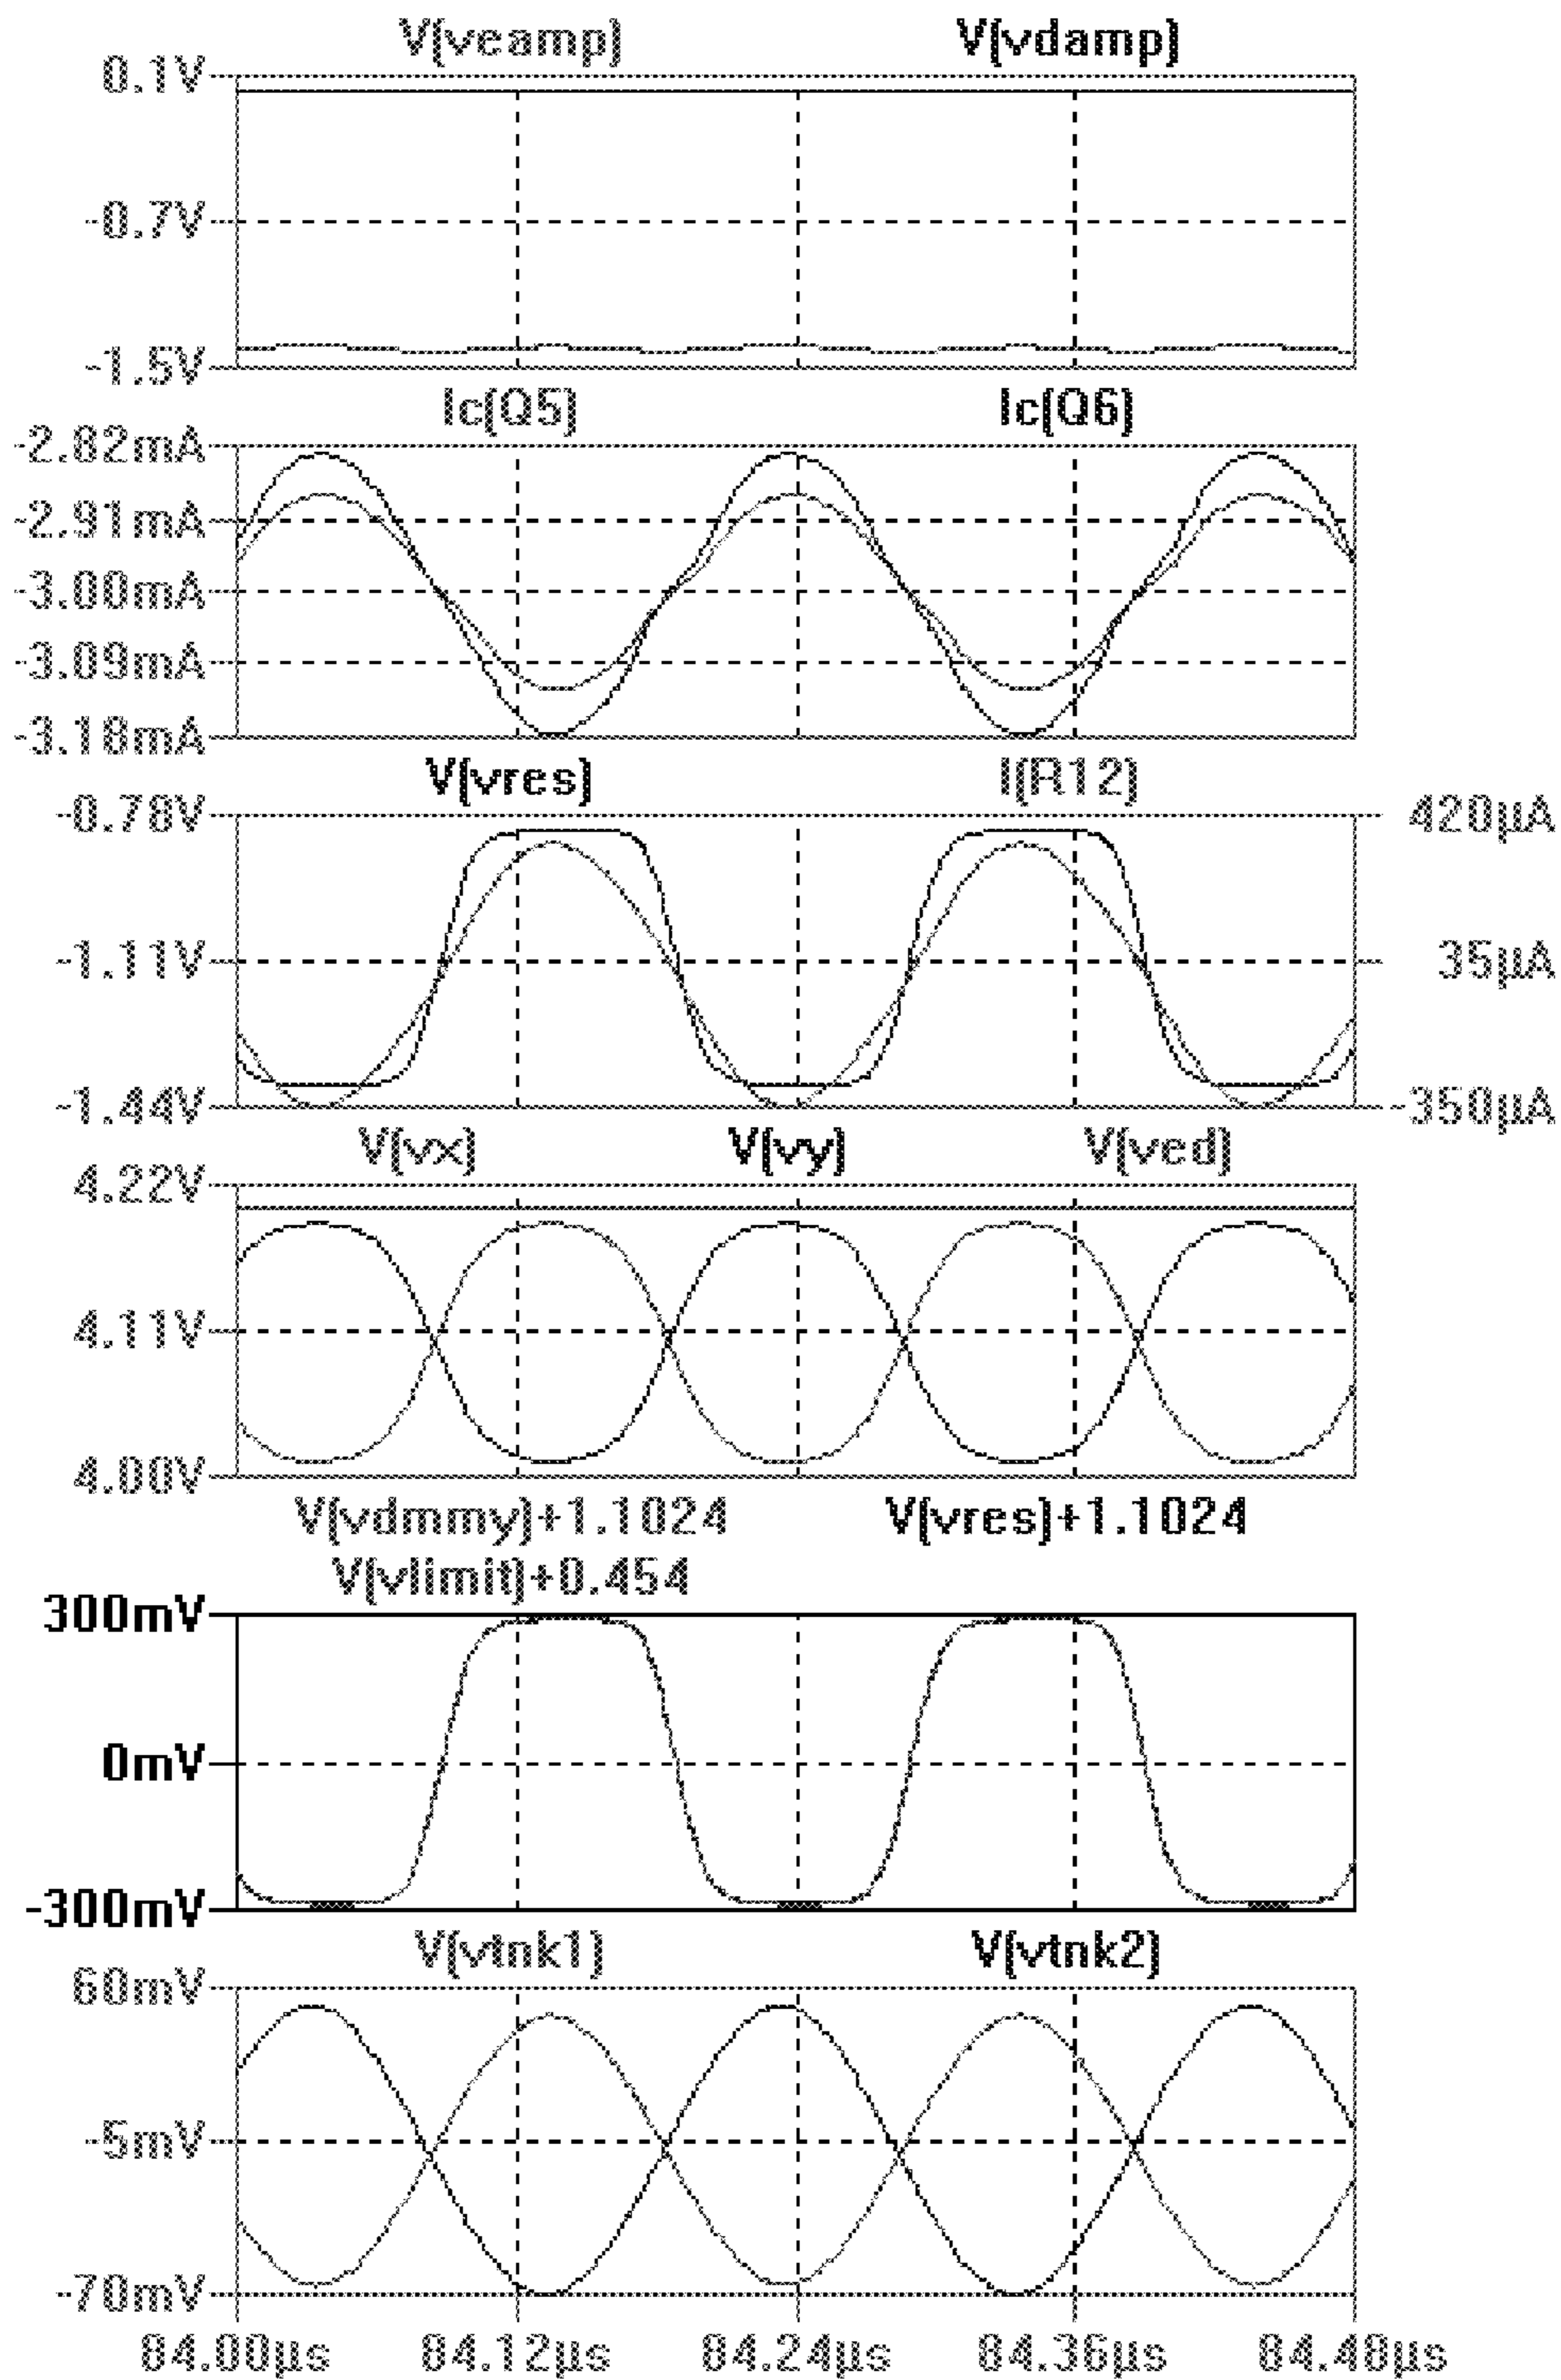 V(veamp) V(vdamp)
0.1V
-0.7V
-1.5V
Ic(Q5) Ic(Q6)
-2.82mA
-2.91mA
-3.00mA
-3.09mA
-3.18mA
V(vres) I(R12)
-0.78V 420µA
-1.11V 35µA
-1.44V -350µA
V(vx) V(vy) V(ved)
4.22V
4.11V
4.00V
V(vdmmy)+1.1024 V(vres)+1.1024
V(vlimit)+0.454
300mV
0mV
-300mV
V(vtnk1) V(vtnk2)
60mV
-5mV
-70mV
84.00µs 84.12µs 84.24µs 84.36µs 84.48µs